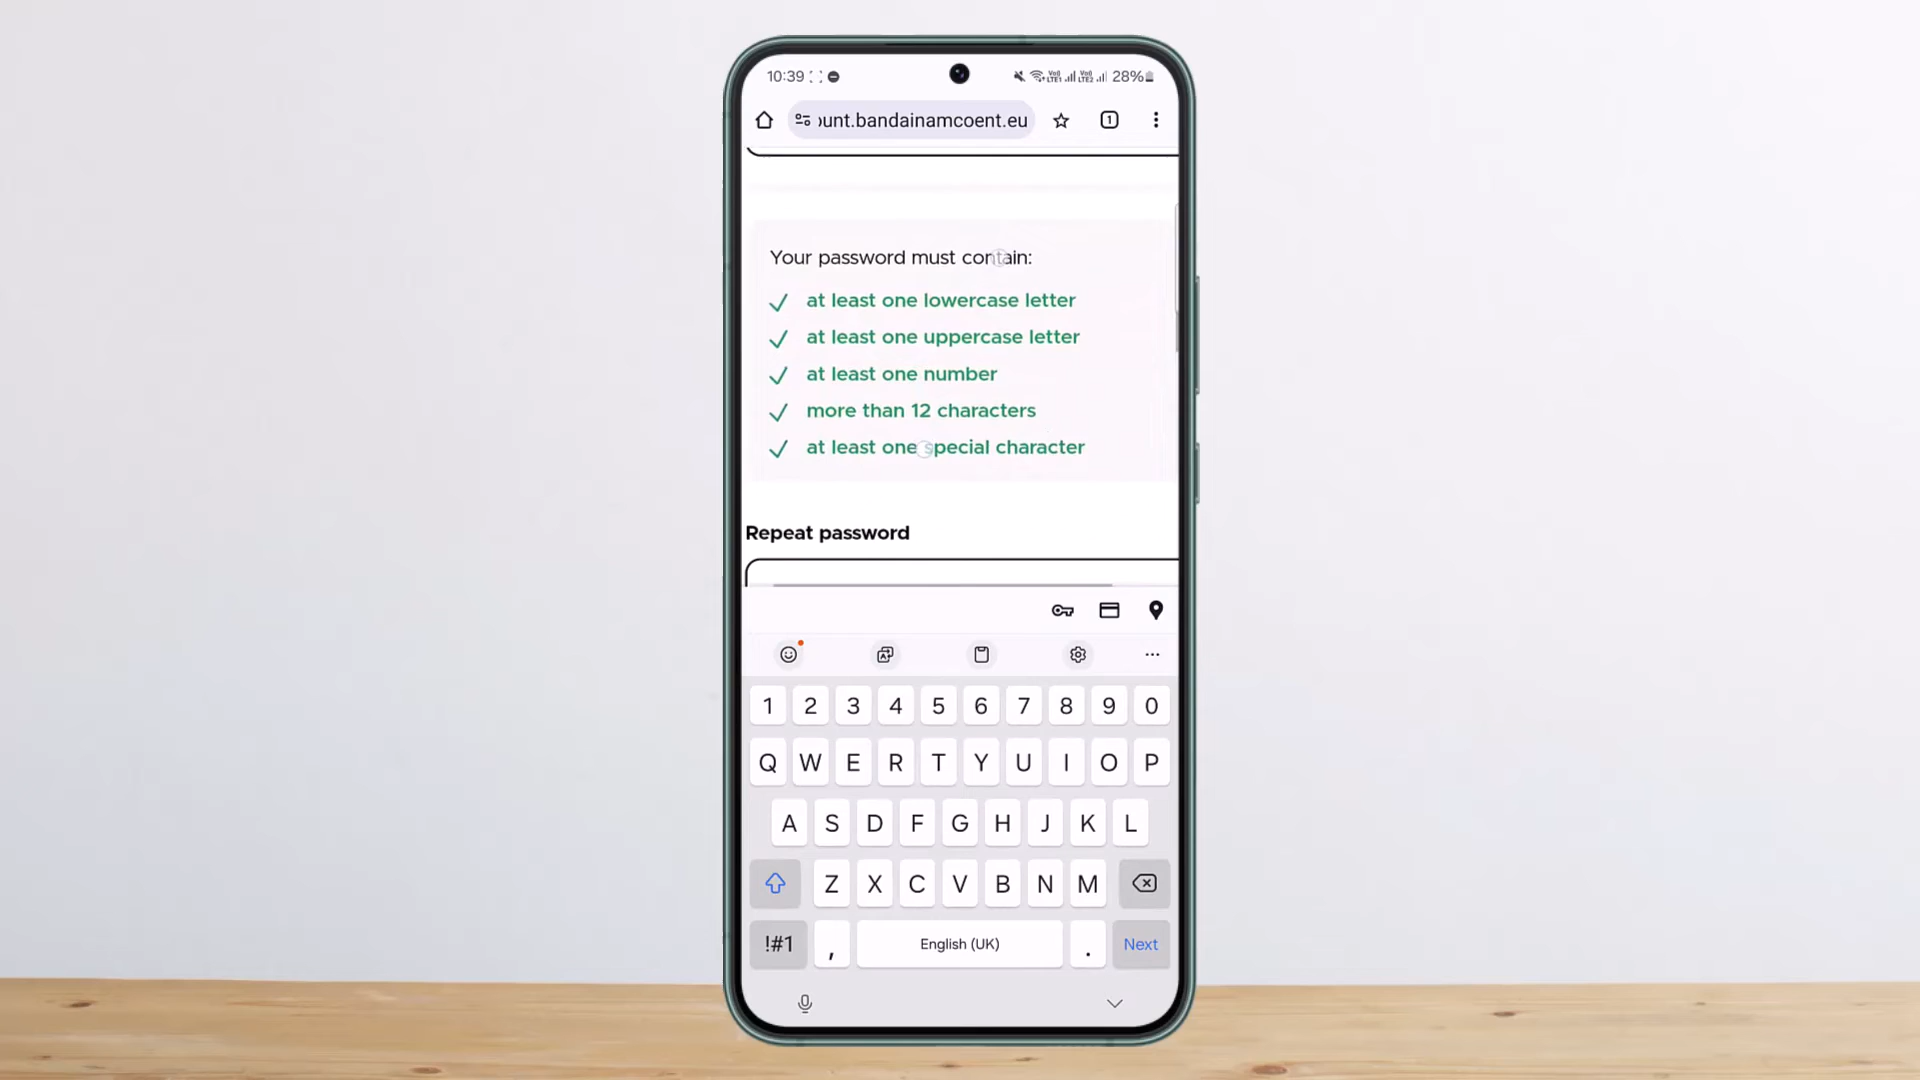 10:39 28%
ount.bandainamcoent.eu 1
Your password must contain:
at least one lowercase letter
at least one uppercase letter
at least one number
more than 12 characters
at least one special character
Repeat password
1 2 3 4 5 6 7 8 9 0
Q W E R T Y U I O P
A S D F G H J K L
Z X C V B N M
!#1 , English (UK) . Next